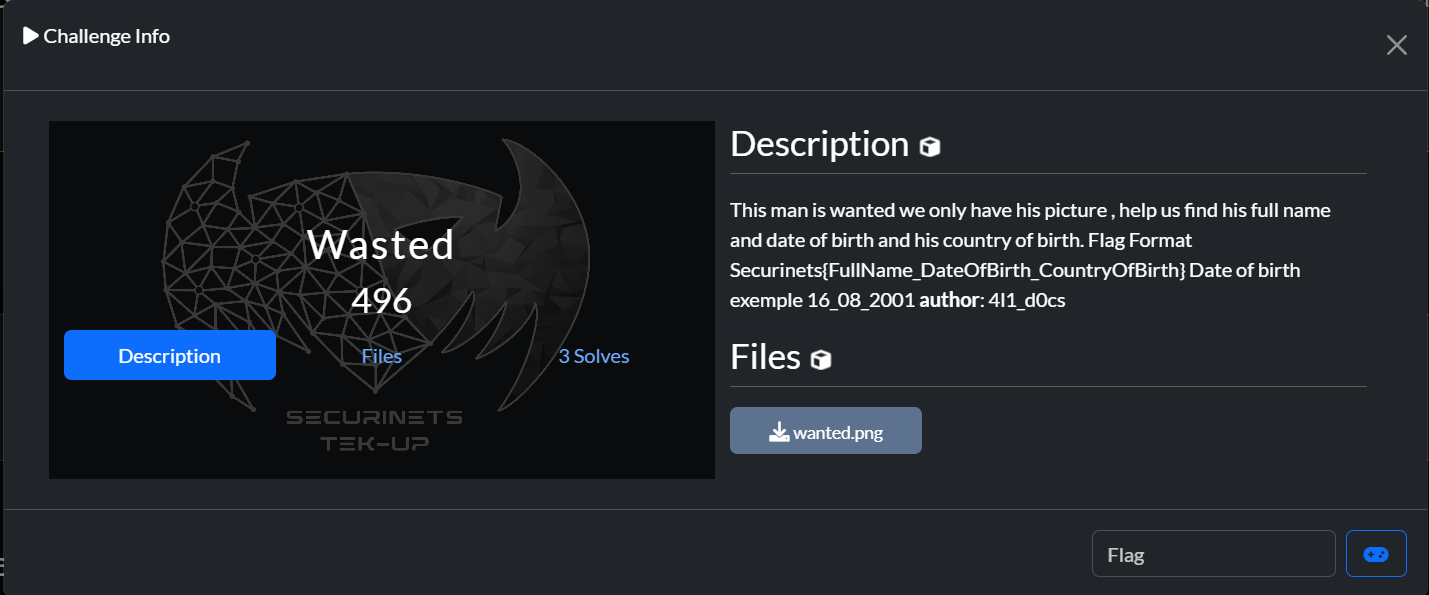 Challenge Info
Wasted
496
Description
Files
3 Solves
SECURINETS
TEK-UP
Description
This man is wanted we only have his picture , help us find his full name
and date of birth and his country of birth. Flag Format
Securinets{FullName_DateOfBirth_CountryOfBirth} Date of birth
exemple 16_08_2001 author: 4l1_d0cs
Files
wanted.png
Flag